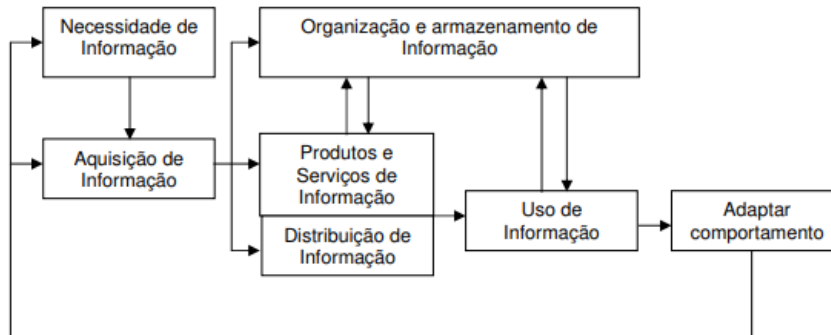 Necessidade de
Informação
Organização e armazenamento de
Informação
Aquisição de
Informação
Produtos e
Serviços de
Informação
Distribuição de
Informação
Uso de
Informação
Adaptar
comportamento